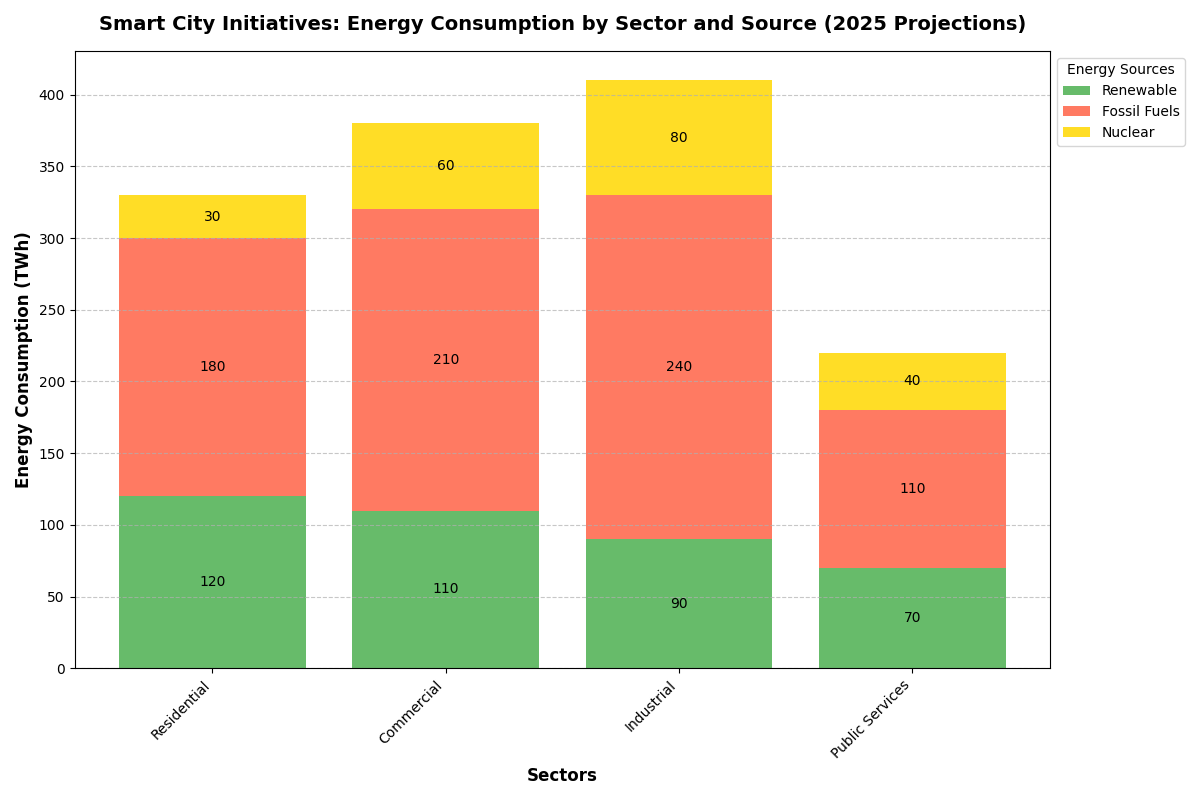 Smart City Initiatives: Energy Consumption by Sector and Source (2025 Projections)
Energy Consumption (TWh)
400
350
300
250
200
150
100
50
0
30
180
120
60
210
110
80
240
90
40
110
70
Residential
Commercial
Industrial
Public Services
Sectors
Energy Sources
Renewable
Fossil Fuels
Nuclear